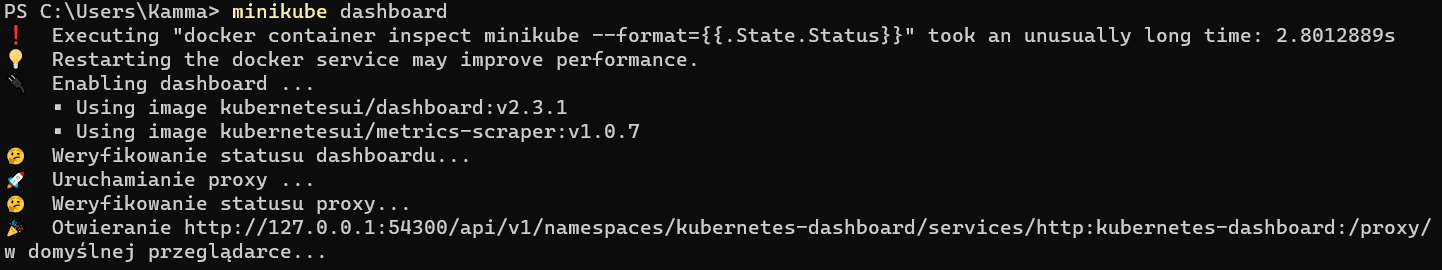 PS C:\Users\Kamma> minikube dashboard
❗ Executing "docker container inspect minikube --format={{.State.Status}}" took an unusually long time: 2.8012889s
💡 Restarting the docker service may improve performance.
🔌 Enabling dashboard ...
▪ Using image kubernetesui/dashboard:v2.3.1
▪ Using image kubernetesui/metrics-scraper:v1.0.7
🤔 Weryfikowanie statusu dashboardu...
🚀 Uruchamianie proxy ...
🤔 Weryfikowanie statusu proxy...
🎉 Otwieranie http://127.0.0.1:54300/api/v1/namespaces/kubernetes-dashboard/services/http:kubernetes-dashboard:/proxy/
w domyślnej przeglądarce...